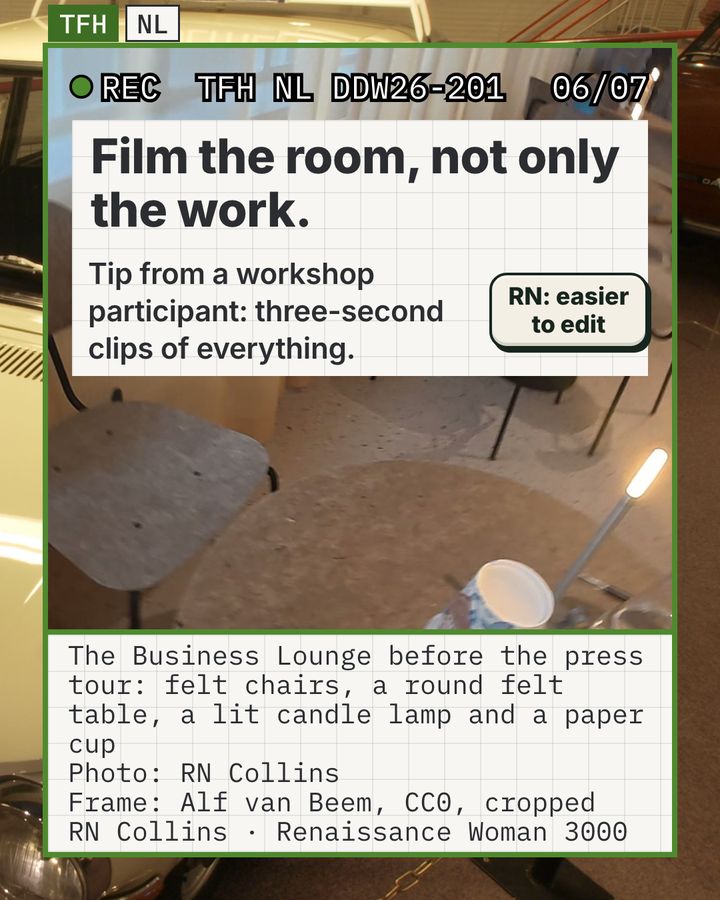 TFH NL
REC TFH NL DDW26-201 06/07
Film the room, not only
the work.
Tip from a workshop
participant: three-second
clips of everything.
RN: easier
to edit
The Business Lounge before the press
tour: felt chairs, a round felt
table, a lit candle lamp and a paper
cup
Photo: RN Collins
Frame: Alf van Beem, CC0, cropped
RN Collins · Renaissance Woman 3000